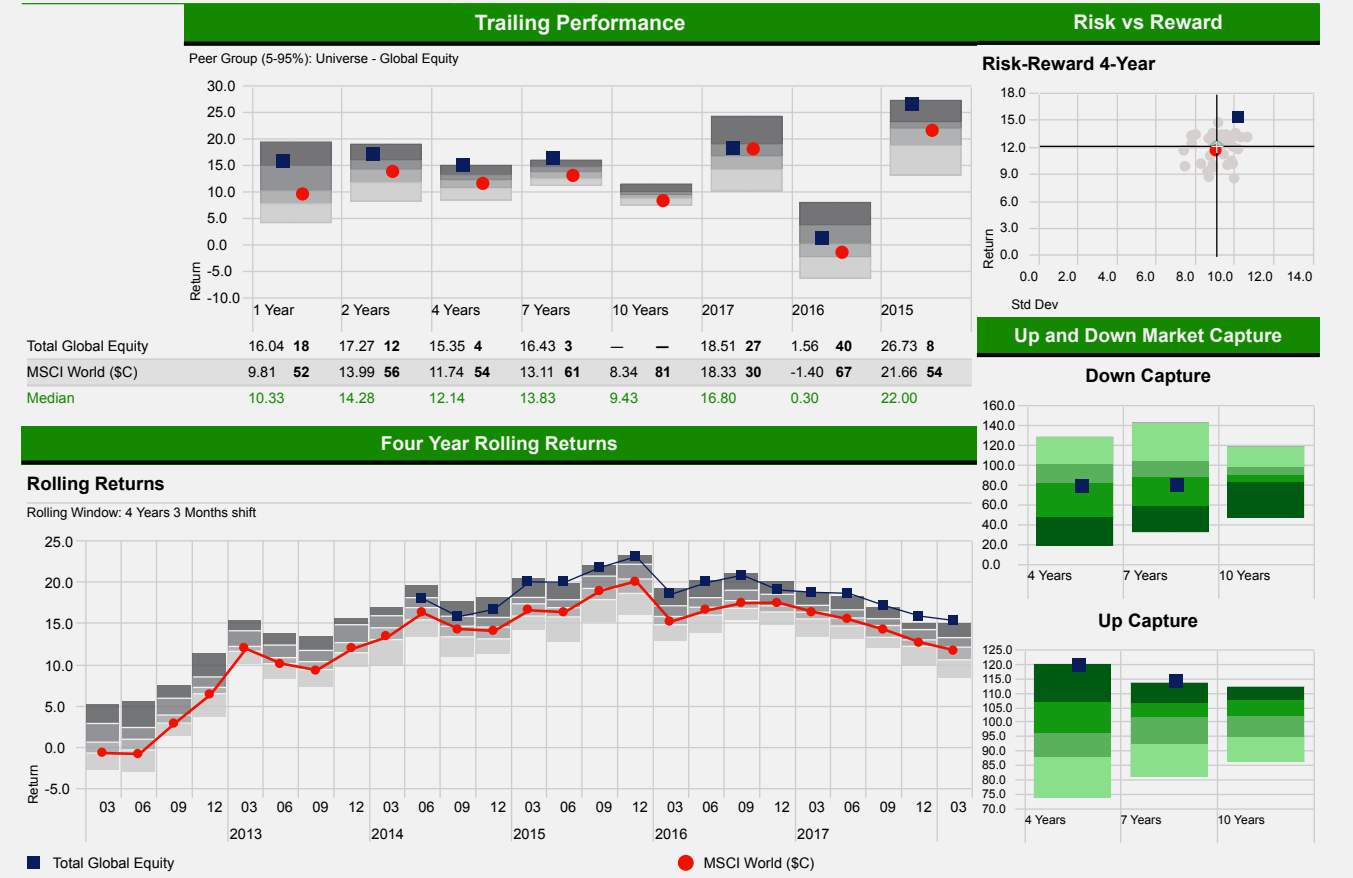 Trailing Performance
Peer Group (5-95%): Universe - Global Equity
30.0
25.0
20.0
15.0
10.0
5.0
0.0
-5.0
-10.0
Return
1 Year 2 Years 4 Years 7 Years 10 Years 2017 2016 2015
Total Global Equity 16.04 18 17.27 12 15.35 4 16.43 3 — — 18.51 27 1.56 40 26.73 8
MSCI World ($C) 9.81 52 13.99 56 11.74 54 13.11 61 8.34 81 18.33 30 -1.40 67 21.66 54
Median 10.33 14.28 12.14 13.83 9.43 16.80 0.30 22.00
Risk vs Reward
Risk-Reward 4-Year
18.0
15.0
12.0
9.0
6.0
3.0
0.0
Return
0.0 2.0 4.0 6.0 8.0 10.0 12.0 14.0
Std Dev
Four Year Rolling Returns
Rolling Returns
Rolling Window: 4 Years 3 Months shift
25.0
20.0
15.0
10.0
5.0
0.0
-5.0
Return
03 06 09 12 03 06 09 12 03 06 09 12 03 06 09 12 03 06 09 12 03 06 09 12 03
2013 2014 2015 2016 2017
Total Global Equity MSCI World ($C)
Up and Down Market Capture
Down Capture
160.0
140.0
120.0
100.0
80.0
60.0
40.0
20.0
0.0
4 Years 7 Years 10 Years
Up Capture
125.0
120.0
115.0
110.0
105.0
100.0
95.0
90.0
85.0
80.0
75.0
70.0
4 Years 7 Years 10 Years